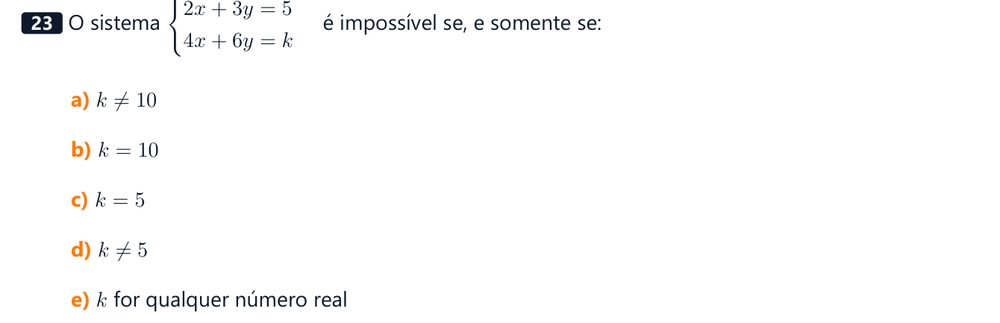 23 O sistema { 2x + 3y = 5
4x + 6y = k é impossível se, e somente se:
a) k ≠ 10
b) k = 10
c) k = 5
d) k ≠ 5
e) k for qualquer número real